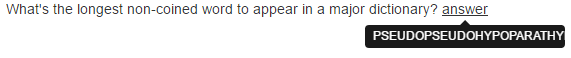 What's the longest non-coined word to appear in a major dictionary? answer
PSEUDOPSEUDOHYPOPARATHY